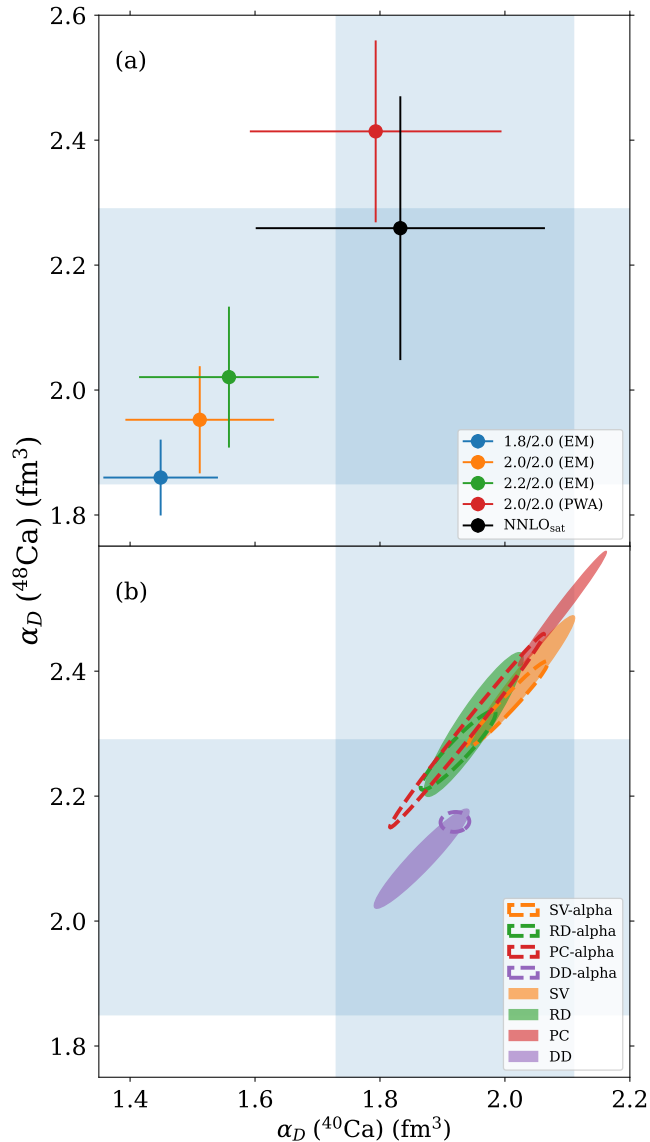 2.6
(a)
2.4
2.2
2.0
1.8
1.8/2.0 (EM)
2.0/2.0 (EM)
2.2/2.0 (EM)
2.0/2.0 (PWA)
NNLO_sat
α_D (⁴⁸Ca) (fm³)
(b)
2.4
2.2
2.0
1.8
SV-alpha
RD-alpha
PC-alpha
DD-alpha
SV
RD
PC
DD
1.4 1.6 1.8 2.0 2.2
α_D (⁴⁰Ca) (fm³)